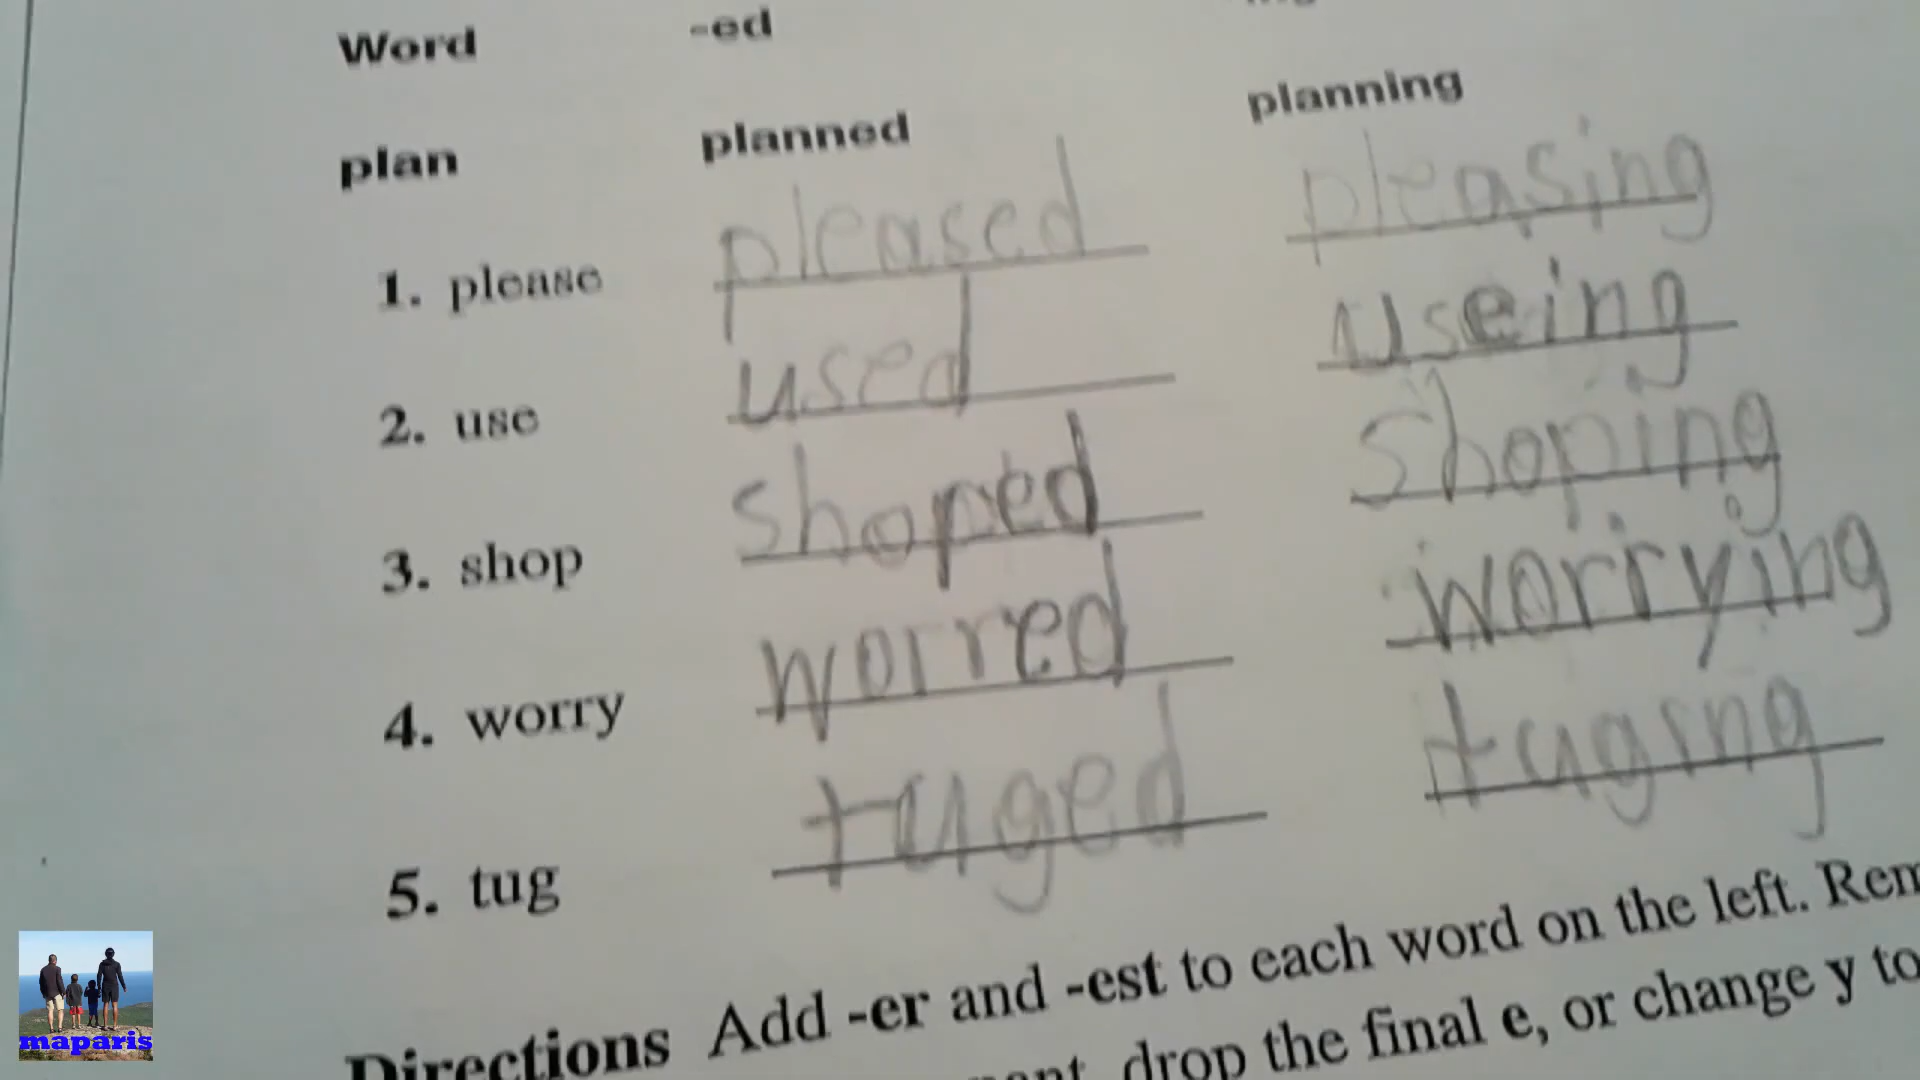 Word -ed
plan planned planning
1. please pleased pleasing
2. use used useing
3. shop shoped shoping
4. worry worred worrying
5. tug tuged tuging
Directions Add -er and -est to each word on the left. Rem
drop the final e, or change y to
maparis